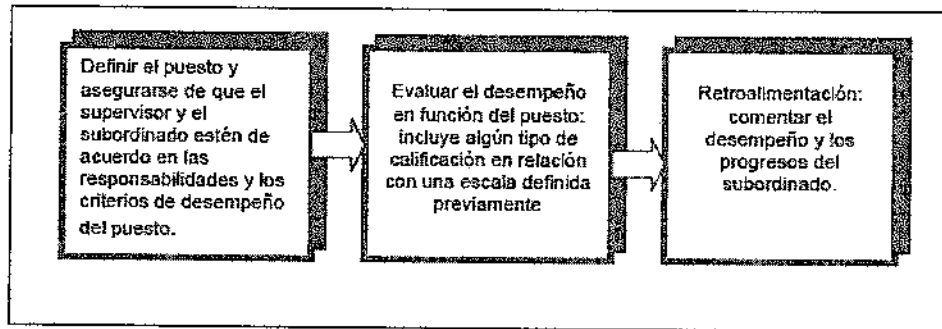 Definir el puesto y
asegurarse de que el
supervisor y el
subordinado estén de
acuerdo en las
responsabilidades y los
criterios de desempeño
del puesto.
Evaluar el desempeño
en función del puesto:
incluye algún tipo de
calificación en relación
con una escala definida
previamente
Retroalimentación:
comentar el
desempeño y los
progresos del
subordinado.